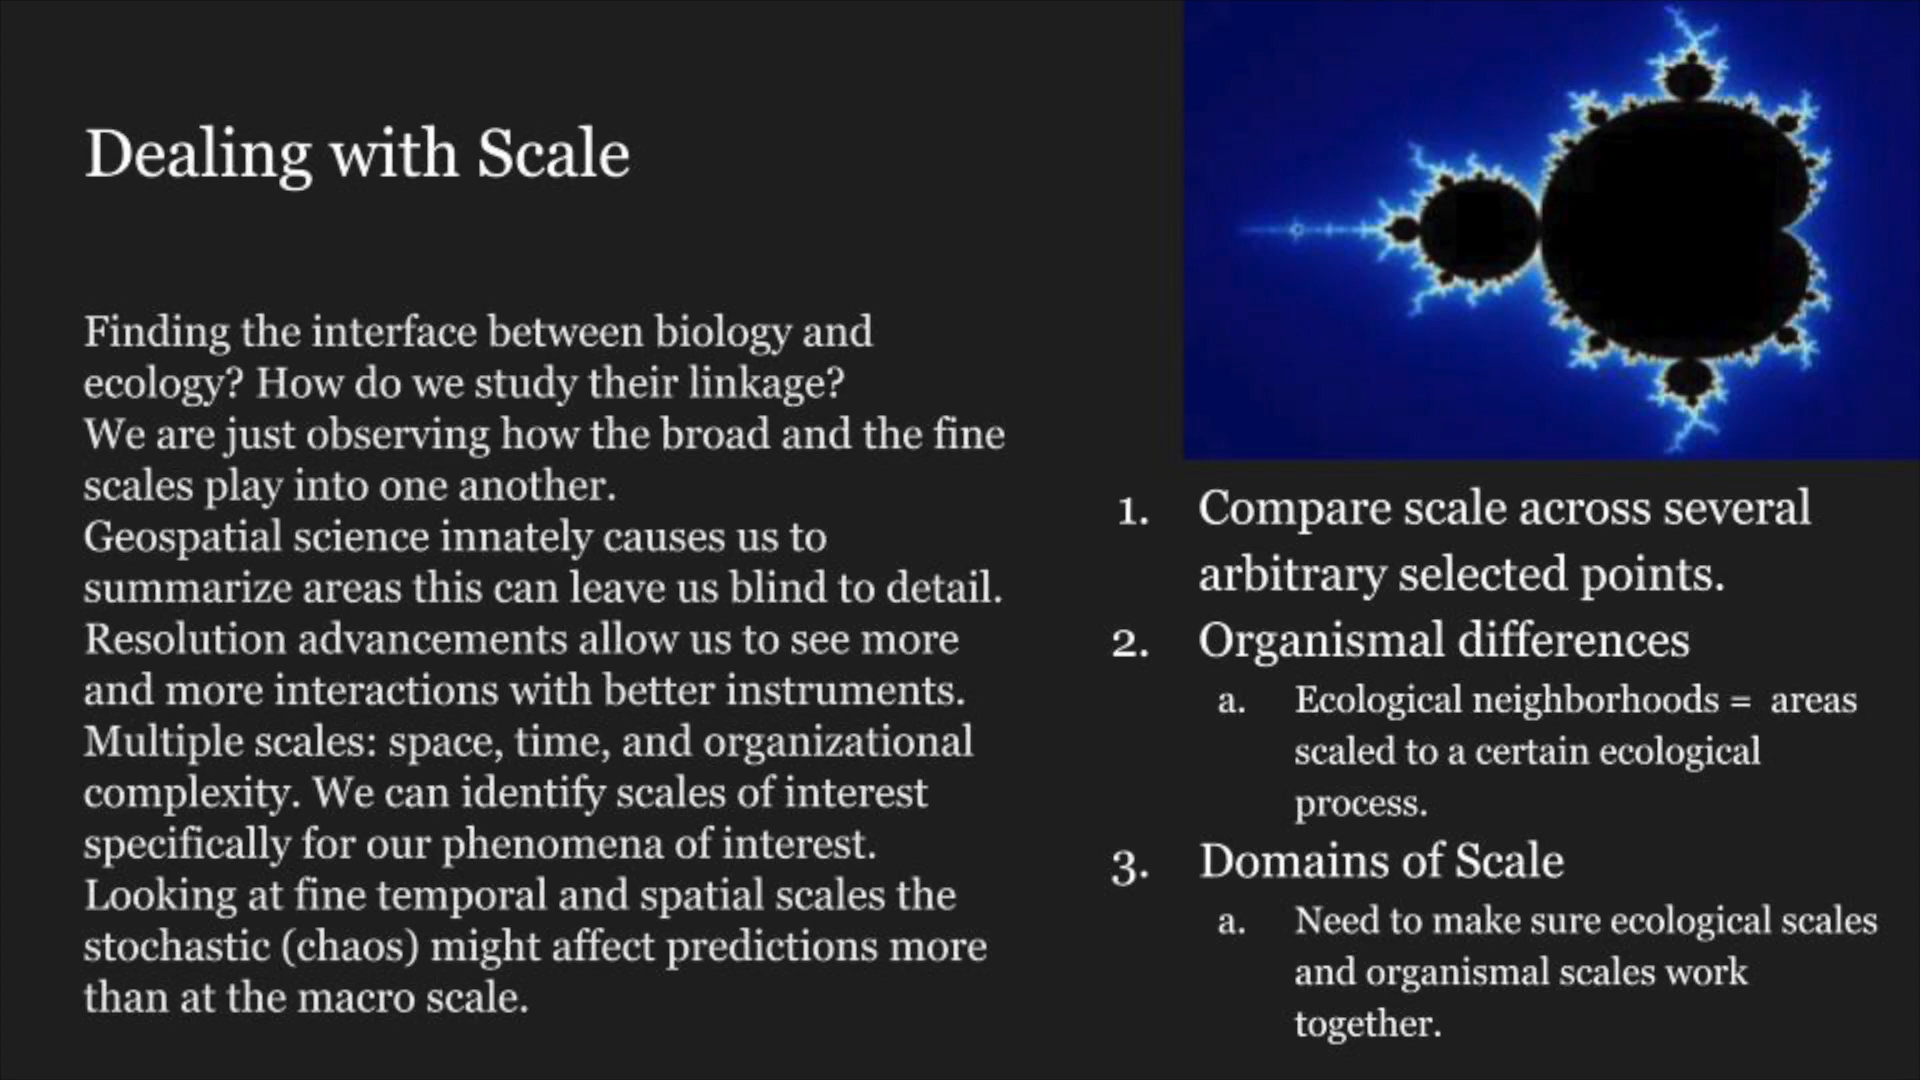 Dealing with Scale
Finding the interface between biology and
ecology? How do we study their linkage?
We are just observing how the broad and the fine
scales play into one another.
Geospatial science innately causes us to
summarize areas this can leave us blind to detail.
Resolution advancements allow us to see more
and more interactions with better instruments.
Multiple scales: space, time, and organizational
complexity. We can identify scales of interest
specifically for our phenomena of interest.
Looking at fine temporal and spatial scales the
stochastic (chaos) might affect predictions more
than at the macro scale.
1. Compare scale across several
arbitrary selected points.
2. Organismal differences
a. Ecological neighborhoods = areas
scaled to a certain ecological
process.
3. Domains of Scale
a. Need to make sure ecological scales
and organismal scales work
together.